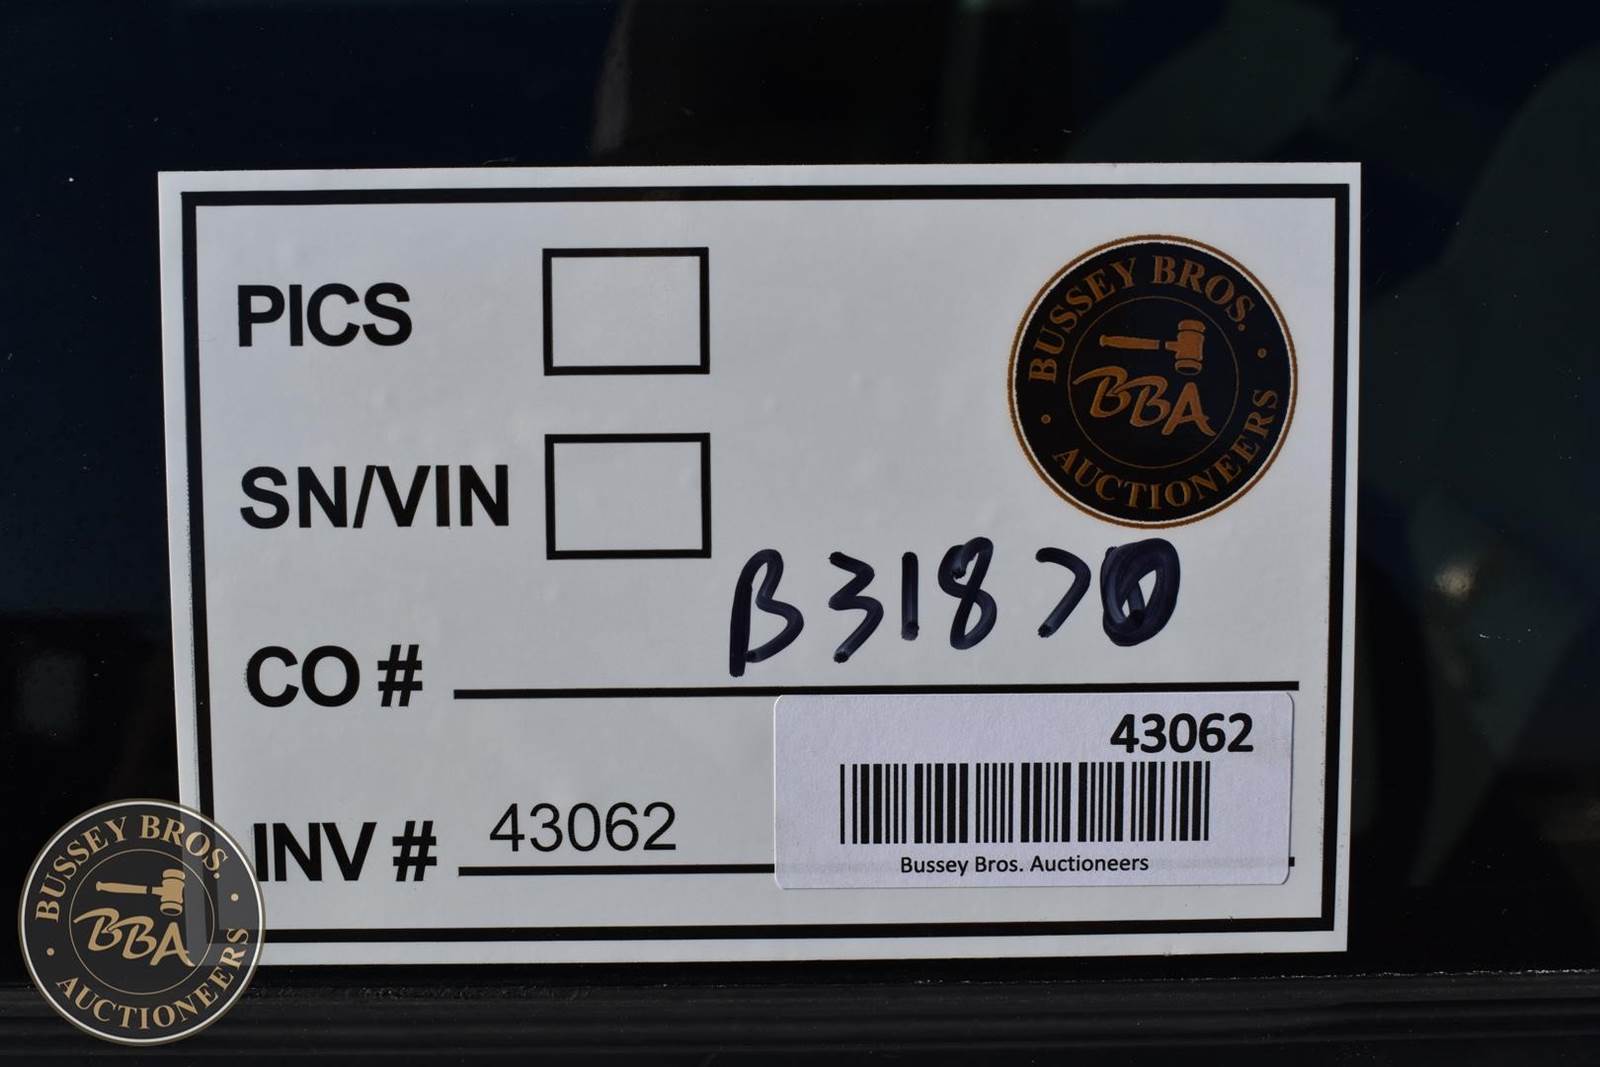 PICS
BUSSEY BROS.
BBA
AUCTIONEERS
SN/VIN
CO # B31870
43062
INV # 43062
Bussey Bros. Auctioneers
BUSSEY BROS.
BBA
AUCTIONEERS